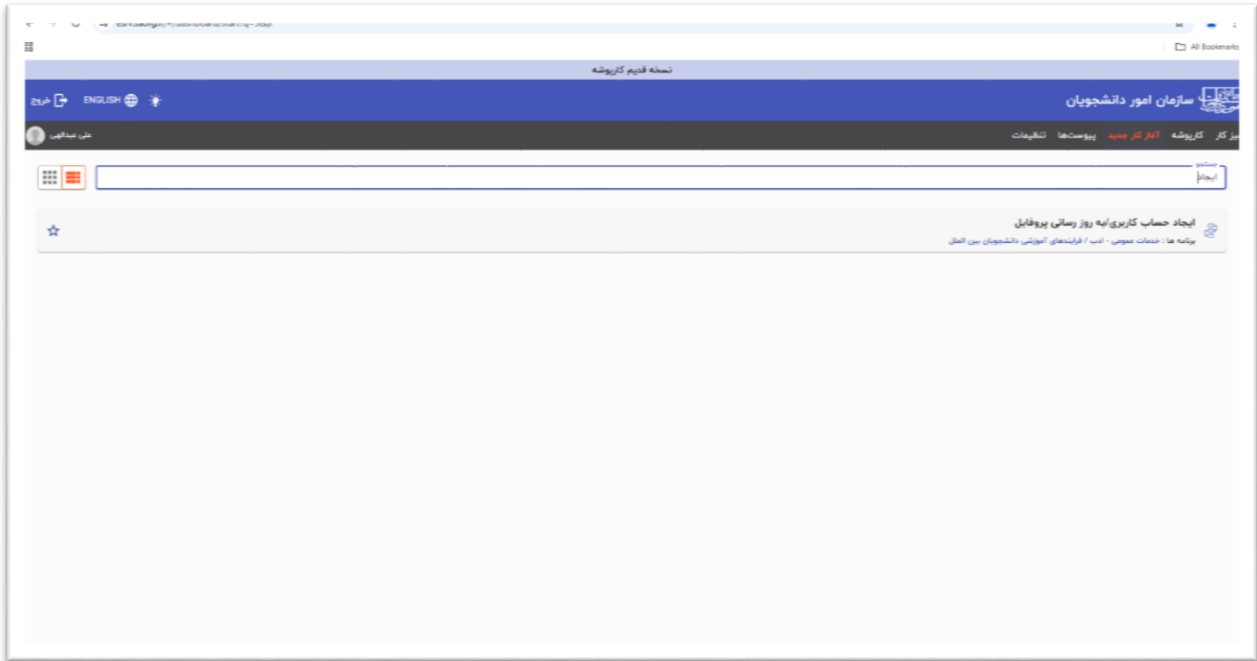 All Bookmarks
نسخه قدیم کارپوشه
سازمان امور دانشجویان
ENGLISH
خروج
میز کار کارپوشه آغاز کار جدید پیوست‌ها تنظیمات
علی عبدالهی
جستجو
ایجاد
ایجاد حساب کاربری/به روز رسانی پروفایل
برنامه ها : خدمات عمومی - ادب / فرایندهای آموزشی دانشجویان بین الملل